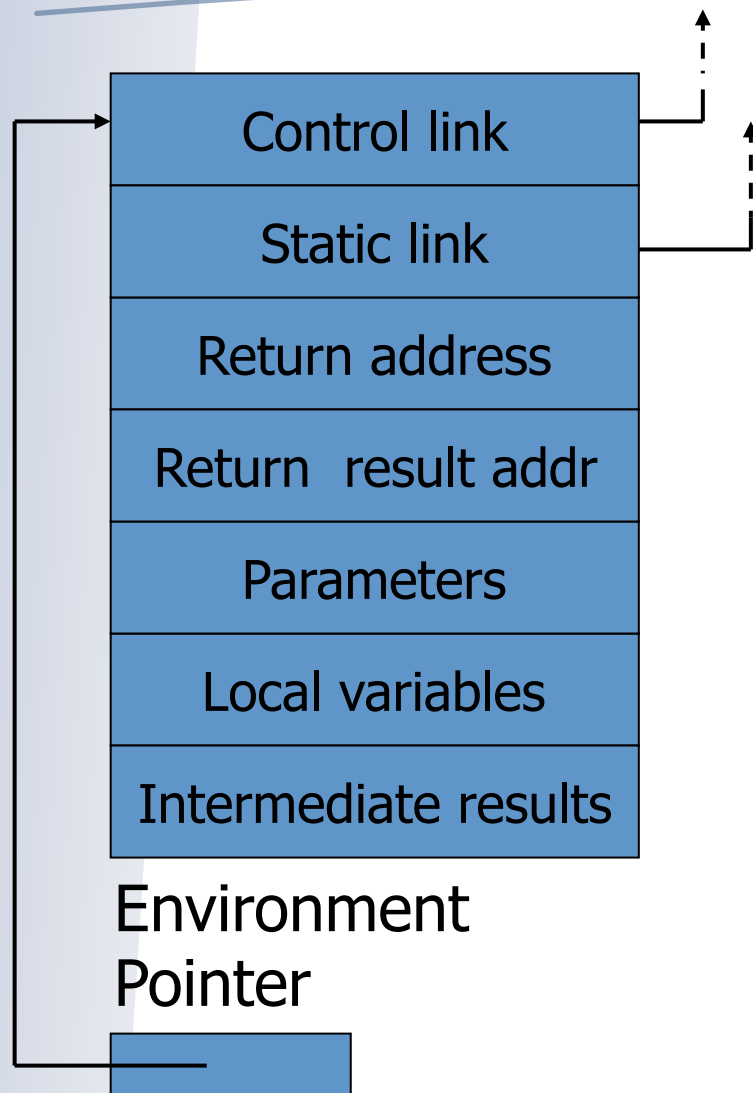 Control link
Static link
Return address
Return result addr
Parameters
Local variables
Intermediate results
Environment
Pointer